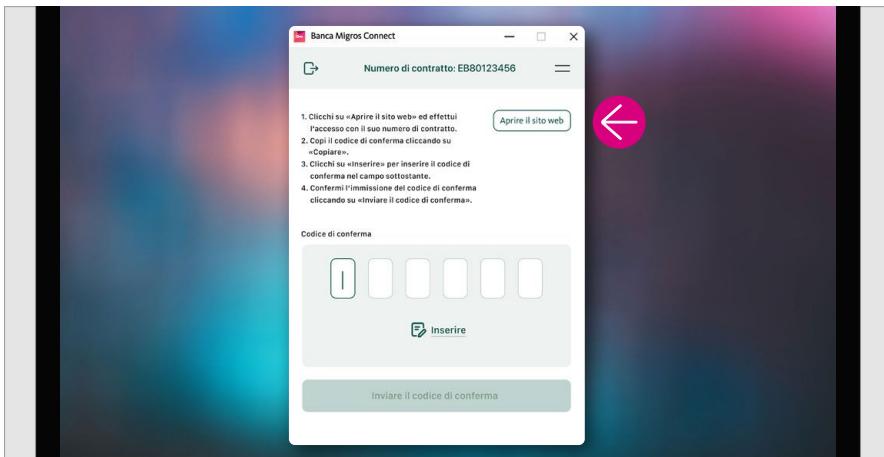 Banca Migros Connect
Numero di contratto: EB80123456
1. Clicchi su «Aprire il sito web» ed effettui
l'accesso con il suo numero di contratto.
2. Copi il codice di conferma cliccando su
«Copiare».
3. Clicchi su «Inserire» per inserire il codice di
conferma nel campo sottostante.
4. Confermi l'immissione del codice di conferma
cliccando su «Inviare il codice di conferma».
Aprire il sito web
Codice di conferma
Inserire
Inviare il codice di conferma